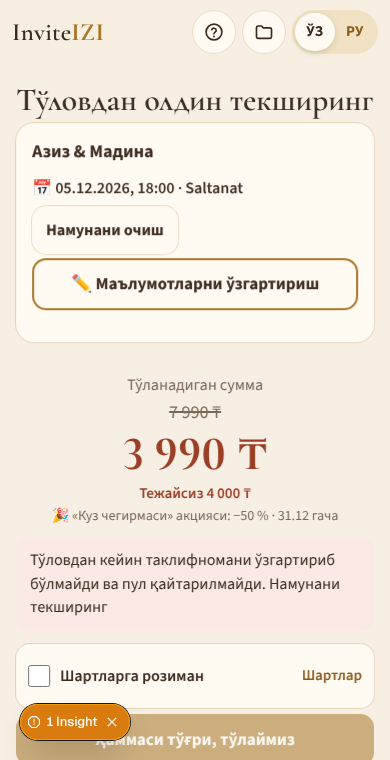 InviteIZI
ЎЗ РУ
Тўловдан олдин текширинг
Азиз & Мадина
📅 05.12.2026, 18:00 · Saltanat
Намунани очиш
✏️ Маълумотларни ўзгартириш
Тўланадиган сумма
7 990 ₸
3 990 ₸
Тежайсиз 4 000 ₸
🎉 «Куз чегирмаси» акцияси: −50 % · 31.12 гача
Тўловдан кейин таклифномани ўзгартириб
бўлмайди ва пул қайтарилмайди. Намунани
текширинг
Шартларга розиман Шартлар
1 Insight
Ҳаммаси тўғри, тўлаймиз